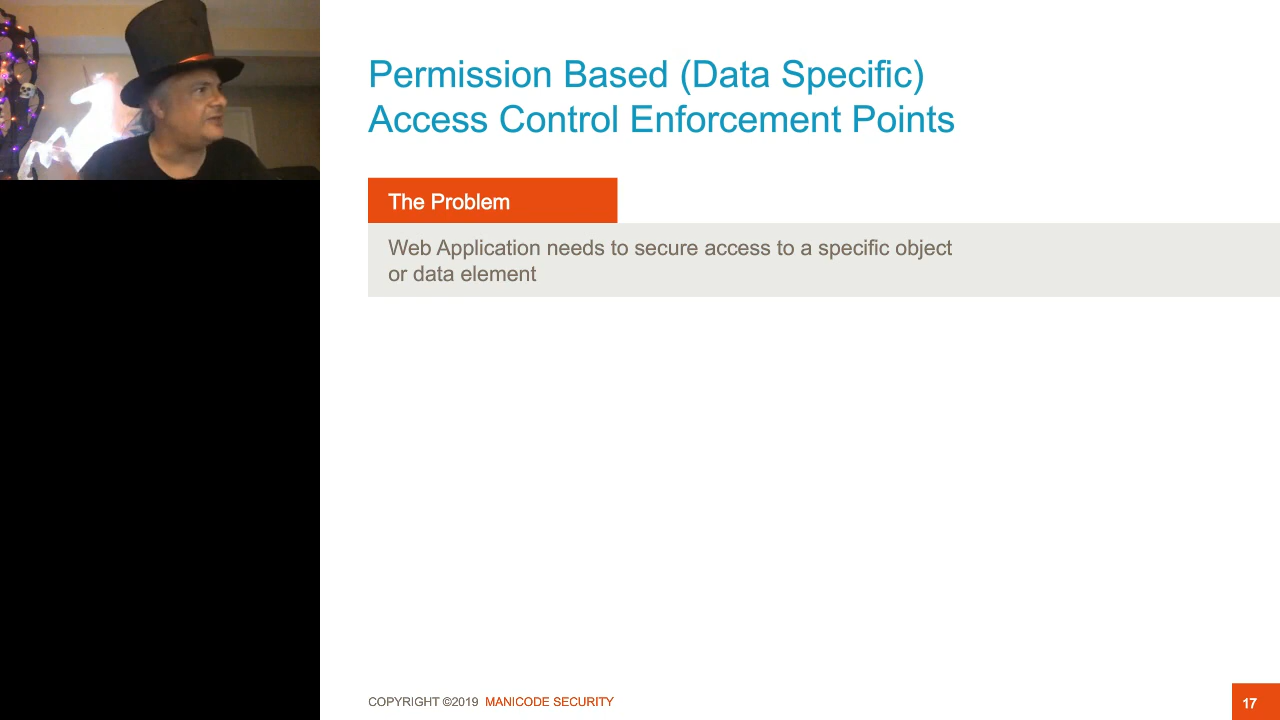 Permission Based (Data Specific)
Access Control Enforcement Points
The Problem
Web Application needs to secure access to a specific object
or data element
COPYRIGHT ©2019 MANICODE SECURITY
17